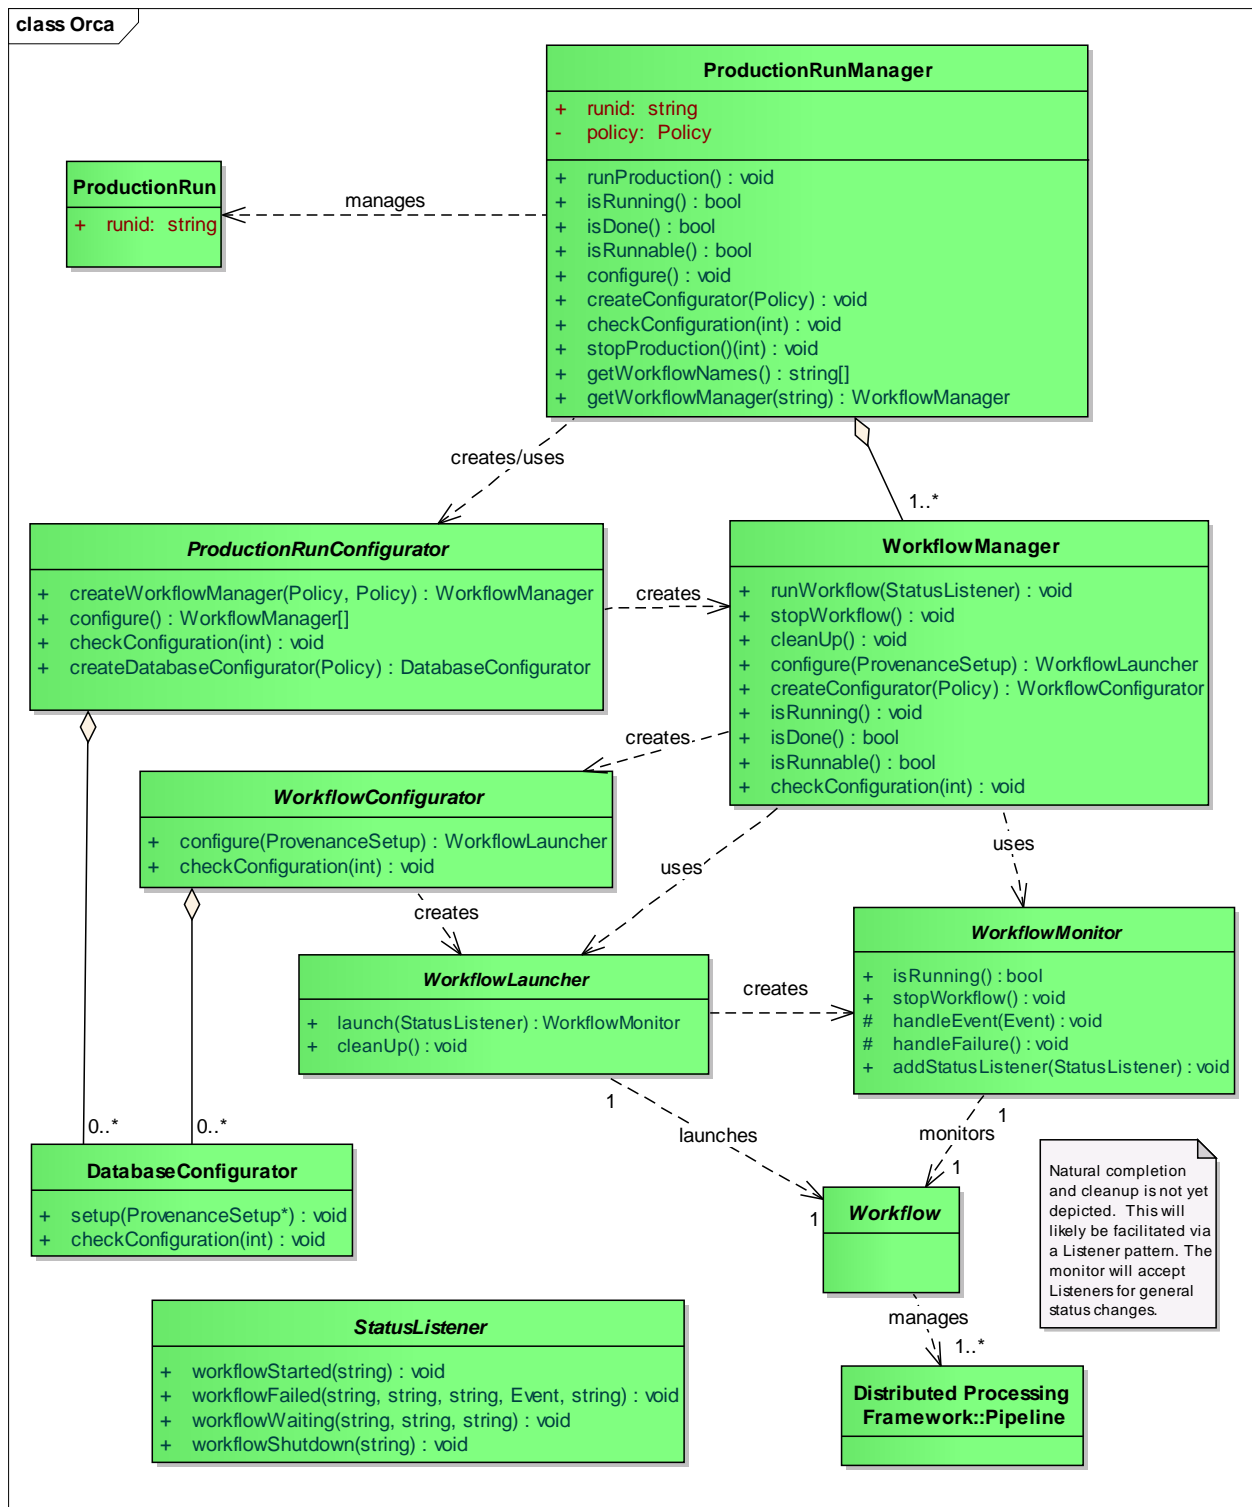 class Orca
ProductionRunManager
+ runid: string
- policy: Policy
+ runProduction() : void
+ isRunning() : bool
+ isDone() : bool
+ isRunnable() : bool
+ configure() : void
+ createConfigurator(Policy) : void
+ checkConfiguration(int) : void
+ stopProduction()(int) : void
+ getWorkflowNames() : string[]
+ getWorkflowManager(string) : WorkflowManager
ProductionRun
+ runid: string
manages
creates/uses
1..*
ProductionRunConfigurator
+ createWorkflowManager(Policy, Policy) : WorkflowManager
+ configure() : WorkflowManager[]
+ checkConfiguration(int) : void
+ createDatabaseConfigurator(Policy) : DatabaseConfigurator
creates
WorkflowManager
+ runWorkflow(StatusListener) : void
+ stopWorkflow() : void
+ cleanUp() : void
+ configure(ProvenanceSetup) : WorkflowLauncher
+ createConfigurator(Policy) : WorkflowConfigurator
+ isRunning() : void
+ isDone() : bool
+ isRunnable() : bool
+ checkConfiguration(int) : void
creates
WorkflowConfigurator
+ configure(ProvenanceSetup) : WorkflowLauncher
+ checkConfiguration(int) : void
uses
uses
creates
WorkflowLauncher
+ launch(StatusListener) : WorkflowMonitor
+ cleanUp() : void
creates
WorkflowMonitor
+ isRunning() : bool
+ stopWorkflow() : void
# handleEvent(Event) : void
# handleFailure() : void
+ addStatusListener(StatusListener) : void
0..*
0..*
1
launches
1
1
monitors
1
DatabaseConfigurator
+ setup(ProvenanceSetup*) : void
+ checkConfiguration(int) : void
Workflow
Natural completion
and cleanup is not yet
depicted. This will
likely be facilitated via
a Listener pattern. The
monitor will accept
Listeners for general
status changes.
manages
1..*
StatusListener
+ workflowStarted(string) : void
+ workflowFailed(string, string, string, Event, string) : void
+ workflowWaiting(string, string, string) : void
+ workflowShutdown(string) : void
Distributed Processing
Framework::Pipeline